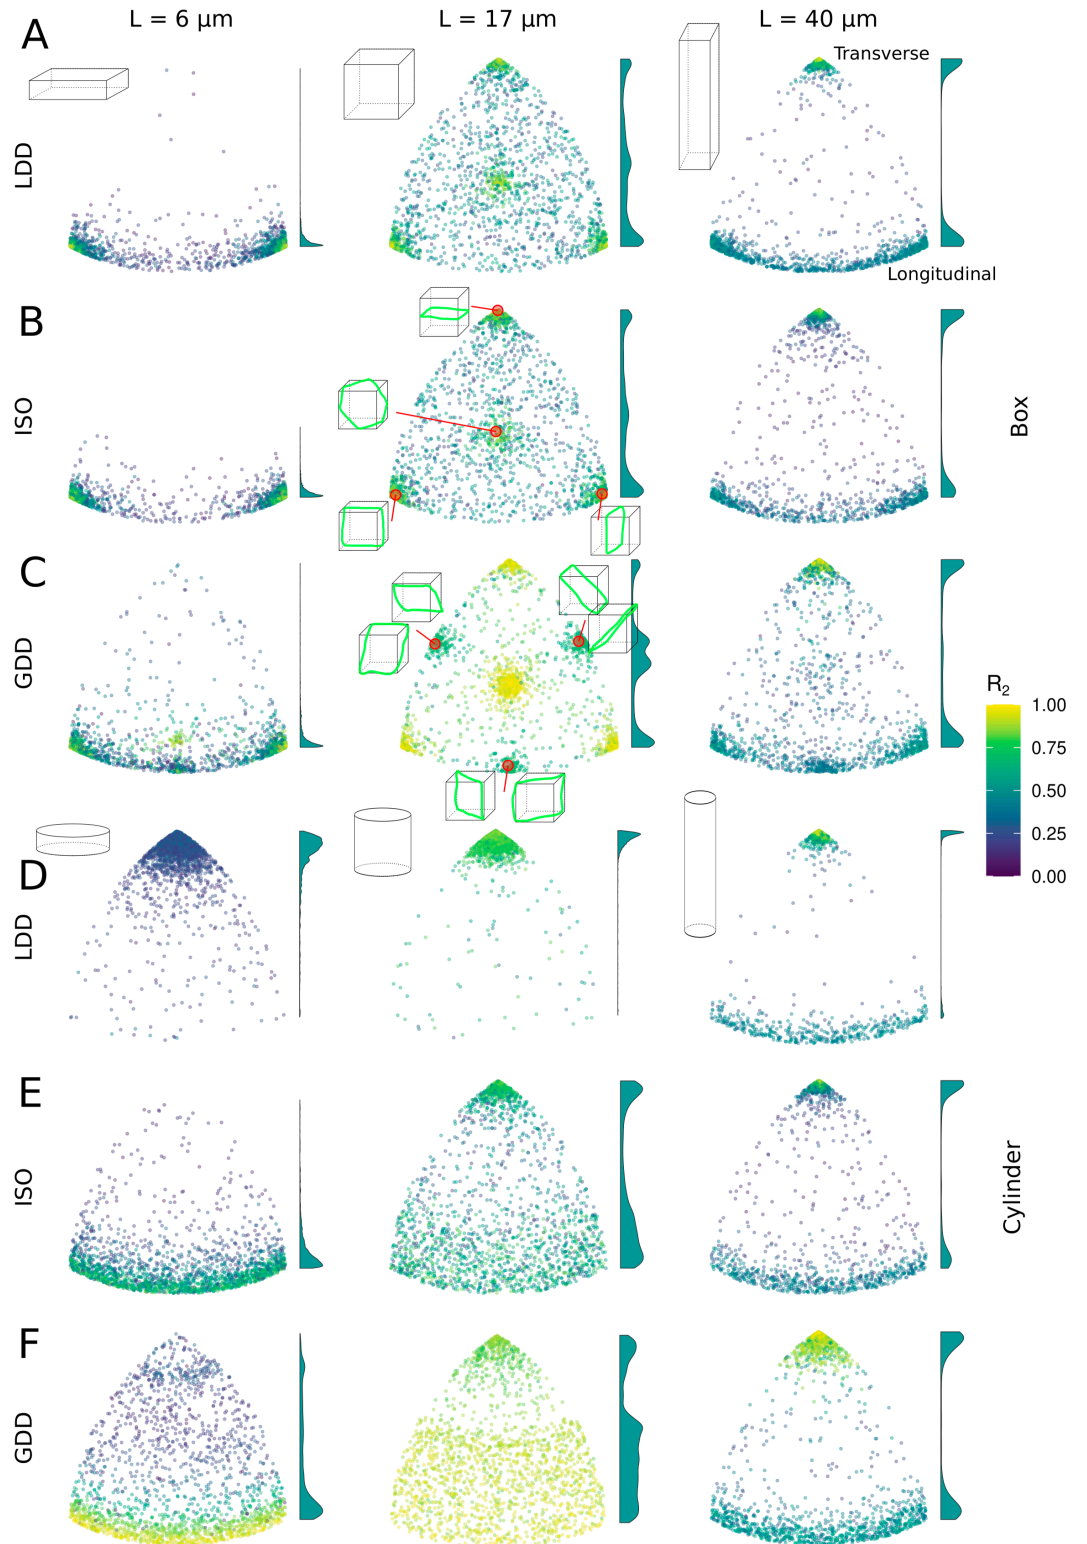 L = 6 μm
L = 17 μm
L = 40 μm
A
LDD
Transverse
Longitudinal
B
ISO
Box
C
GDD
R2
1.00
0.75
0.50
0.25
0.00
D
LDD
E
ISO
Cylinder
F
GDD